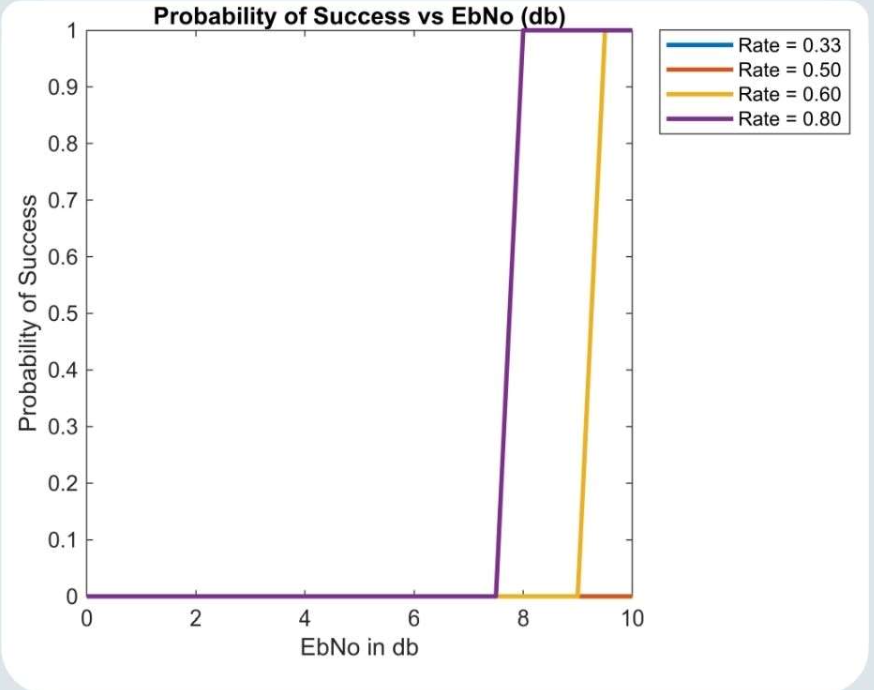 Probability of Success vs EbNo (db)
1
0.9
0.8
0.7
0.6
0.5
0.4
0.3
0.2
0.1
0
Probability of Success
0 2 4 6 8 10
EbNo in db
Rate = 0.33
Rate = 0.50
Rate = 0.60
Rate = 0.80